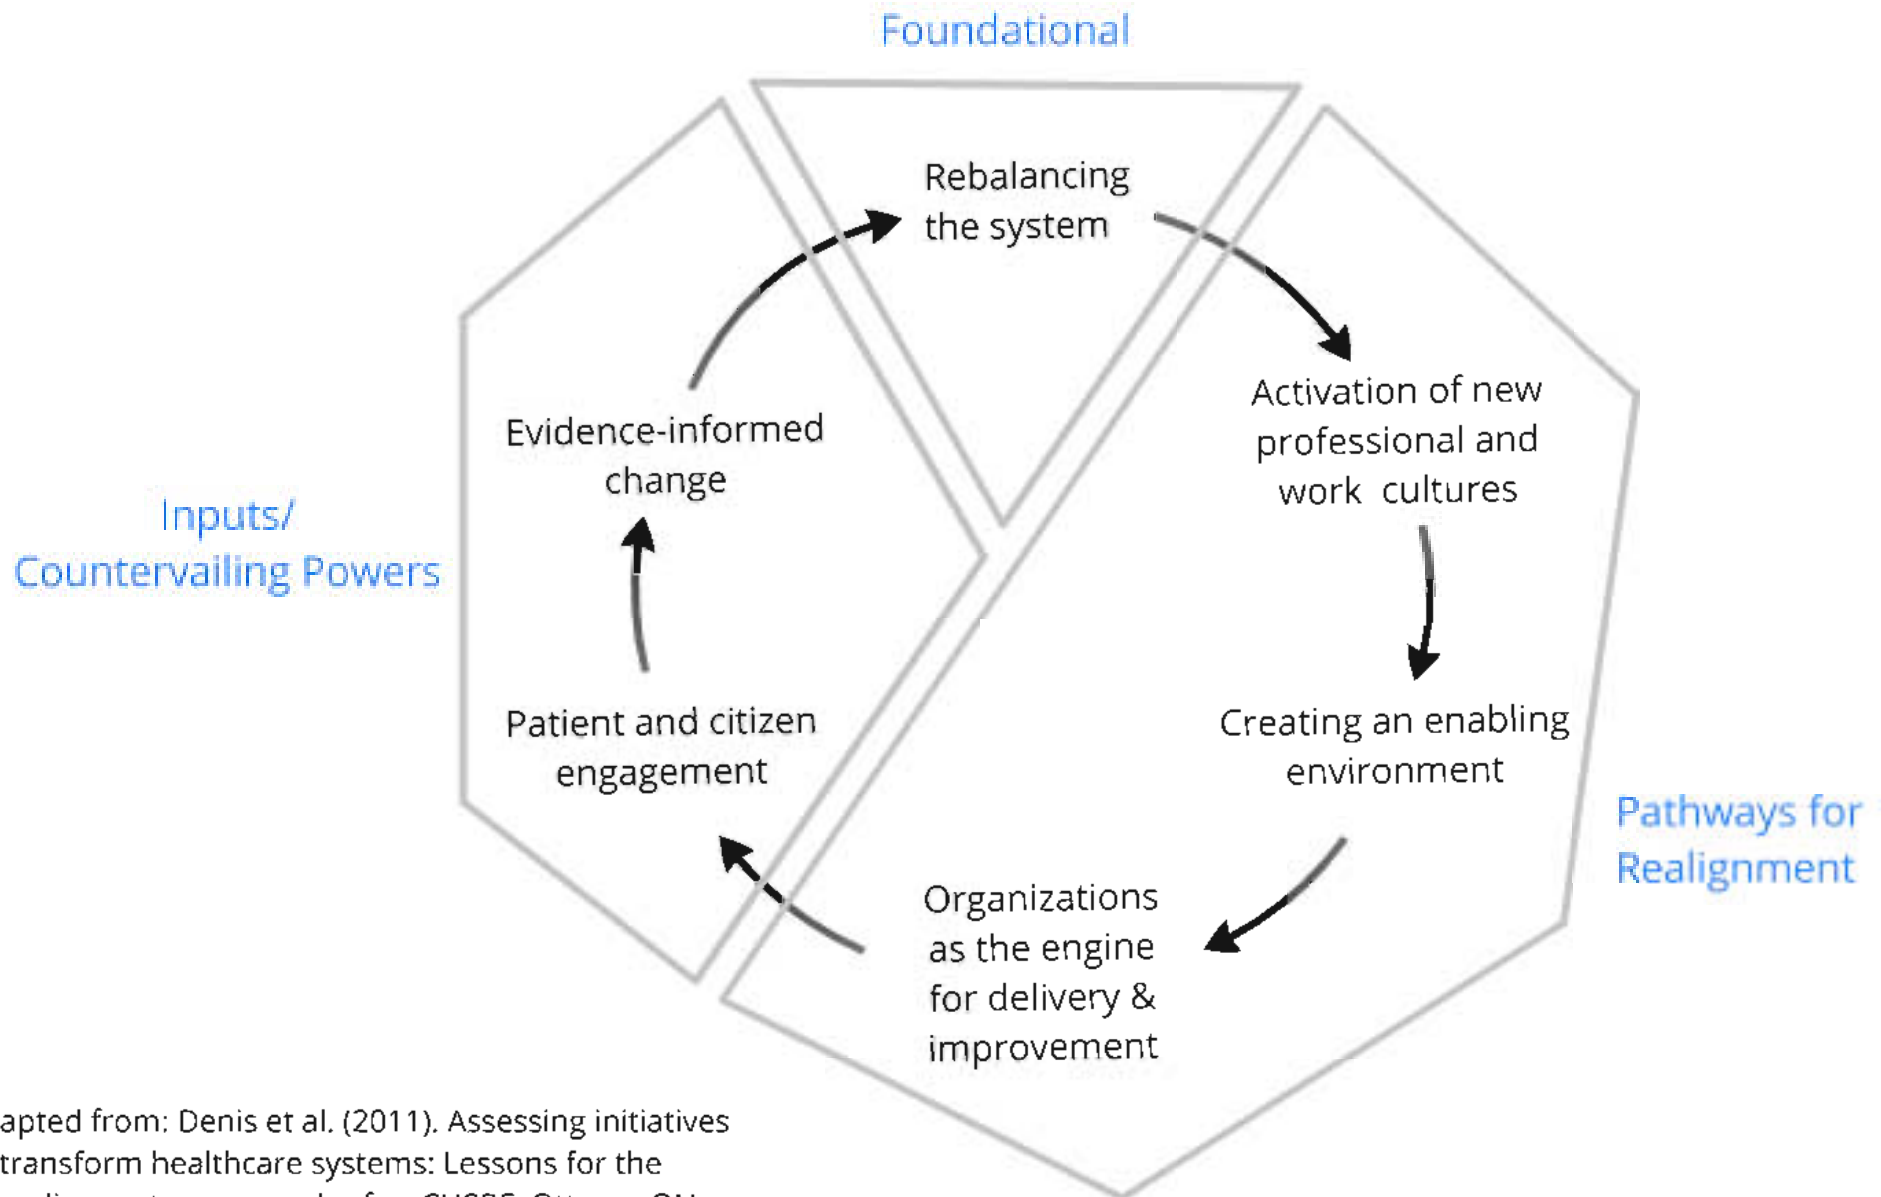 Foundational
Rebalancing
the system
Activation of new
professional and
work cultures
Evidence-informed
change
Inputs/
Countervailing Powers
Patient and citizen
engagement
Creating an enabling
environment
Pathways for
Realignment
Organizations
as the engine
for delivery &
improvement
apted from: Denis et al. (2011). Assessing initiatives
transform healthcare systems: Lessons for the